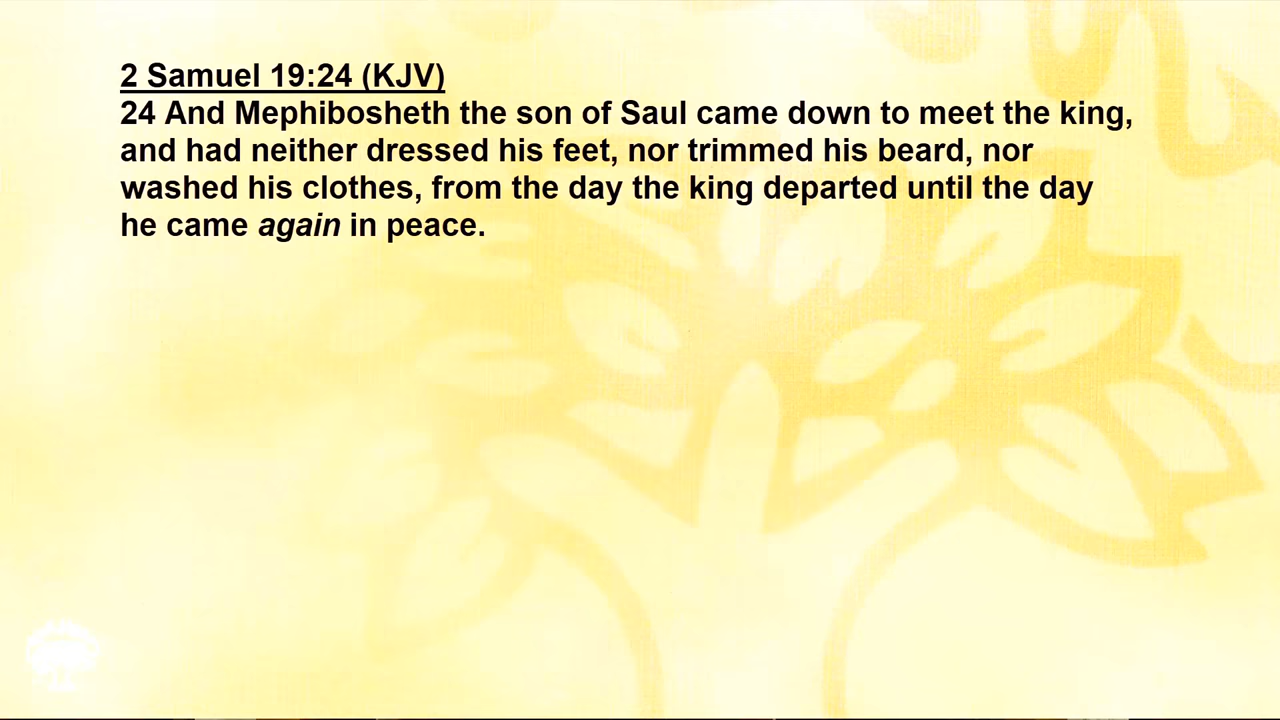 2 Samuel 19:24 (KJV)
24 And Mephibosheth the son of Saul came down to meet the king,
and had neither dressed his feet, nor trimmed his beard, nor
washed his clothes, from the day the king departed until the day
he came again in peace.